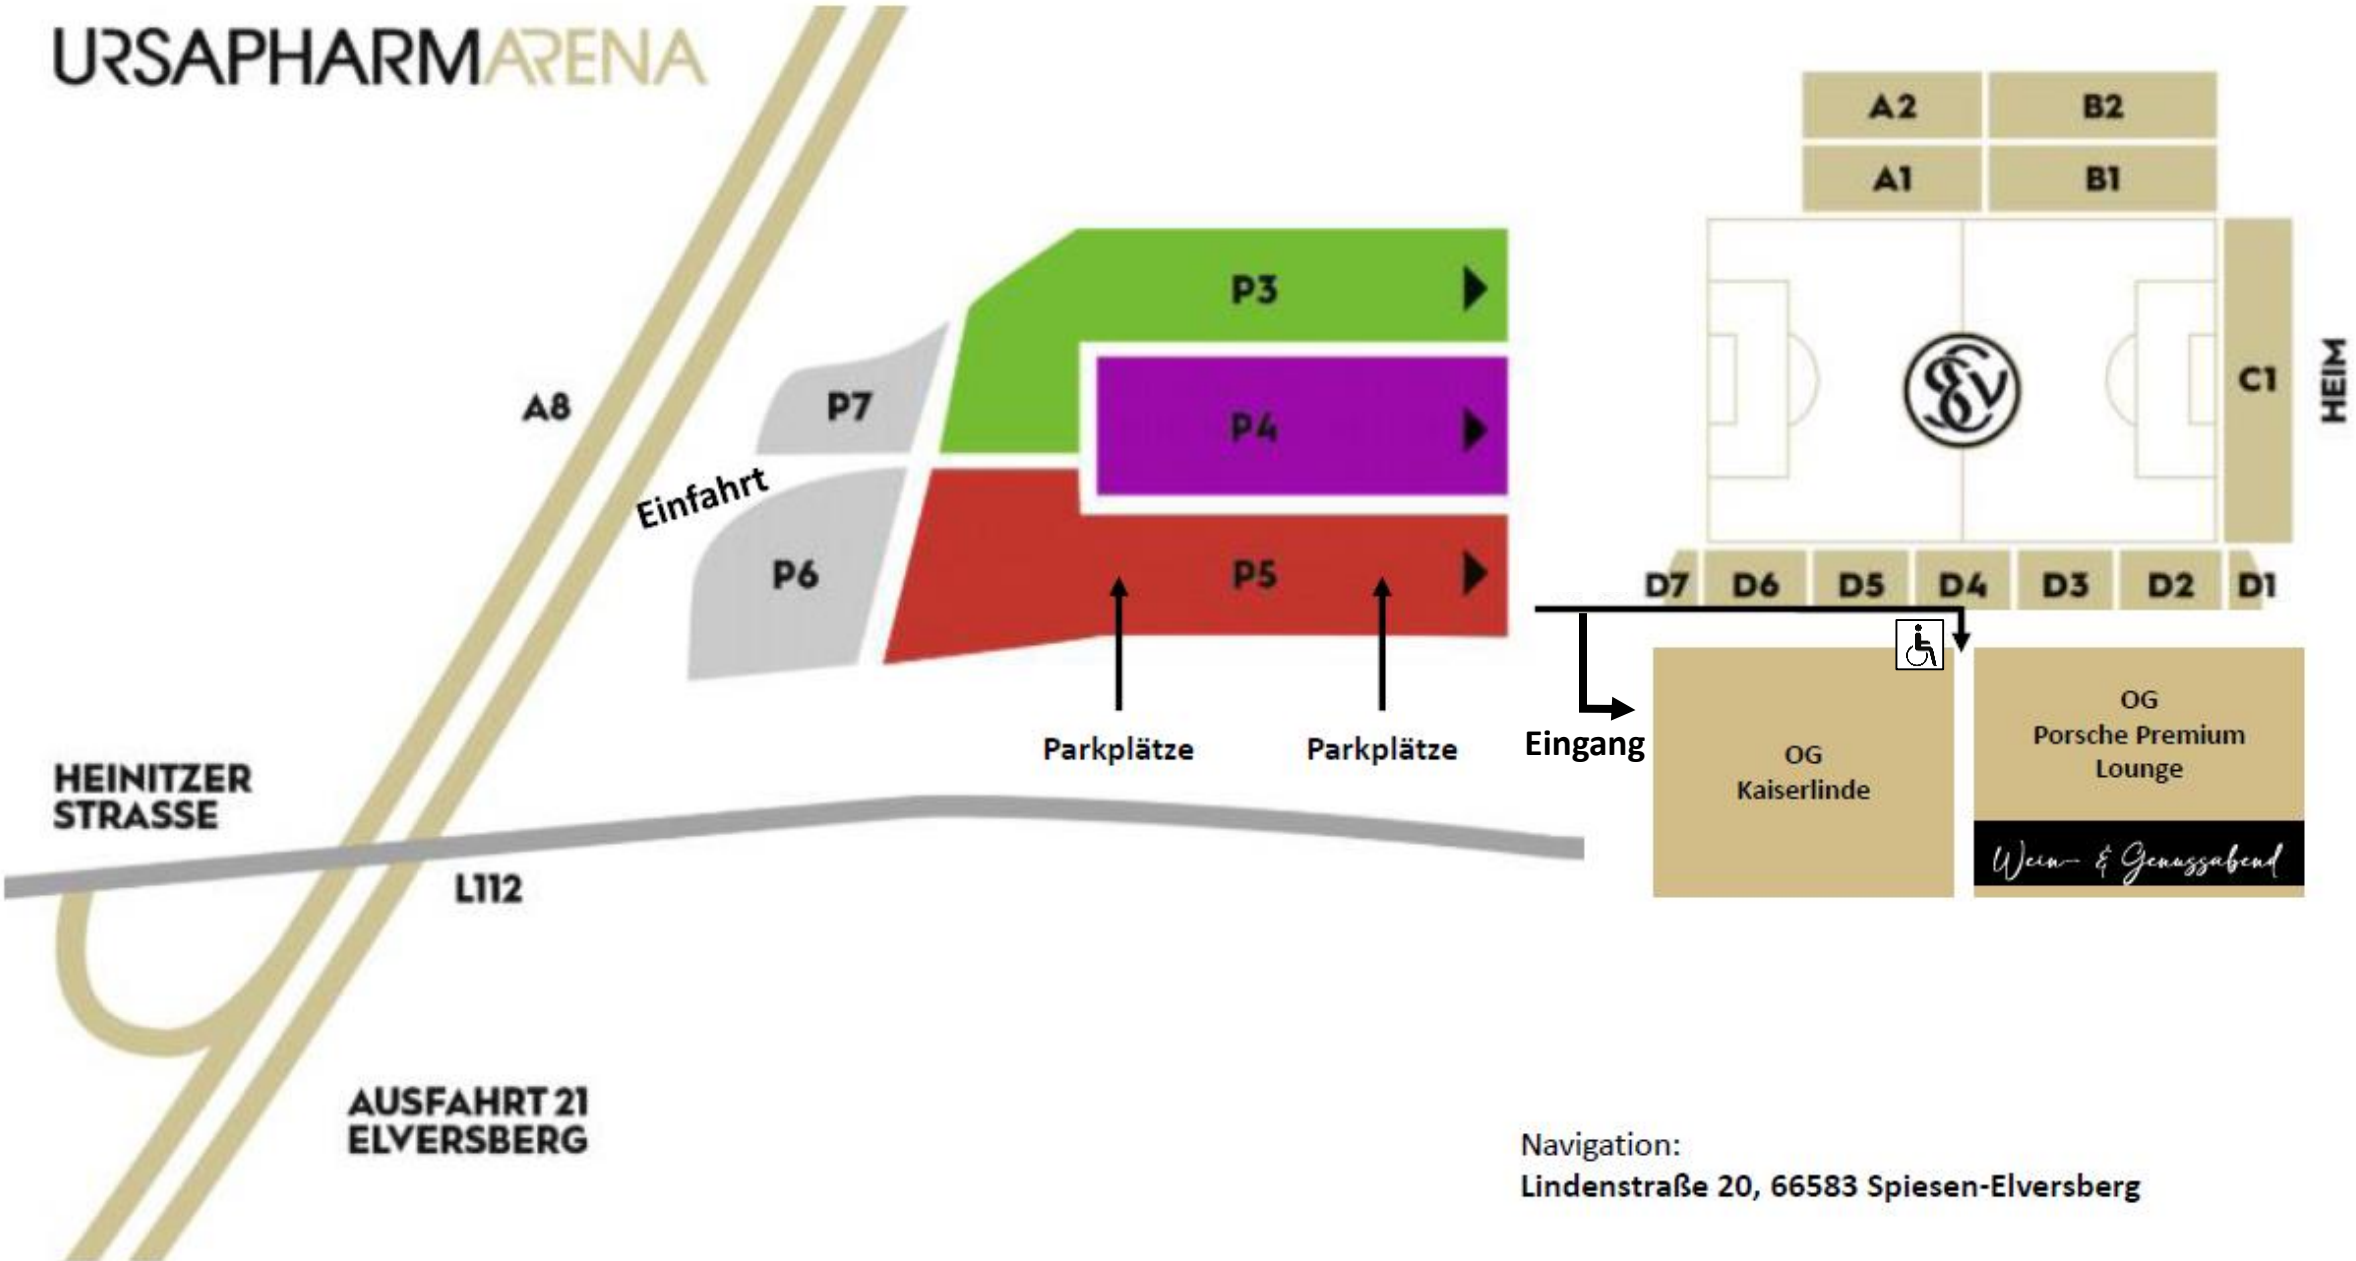 URSAPHARMARENA
A2
B2
A1
B1
P3
P4
P5
P7
P6
A8
Einfahrt
C1
HEIM
D7
D6
D5
D4
D3
D2
D1
Parkplätze
Parkplätze
Eingang
OG
Kaiserlinde
OG
Porsche Premium
Lounge
Wein- & Genussabend
HEINITZER
STRASSE
L112
AUSFAHRT 21
ELVERSBERG
Navigation:
Lindenstraße 20, 66583 Spiesen-Elversberg
SVE